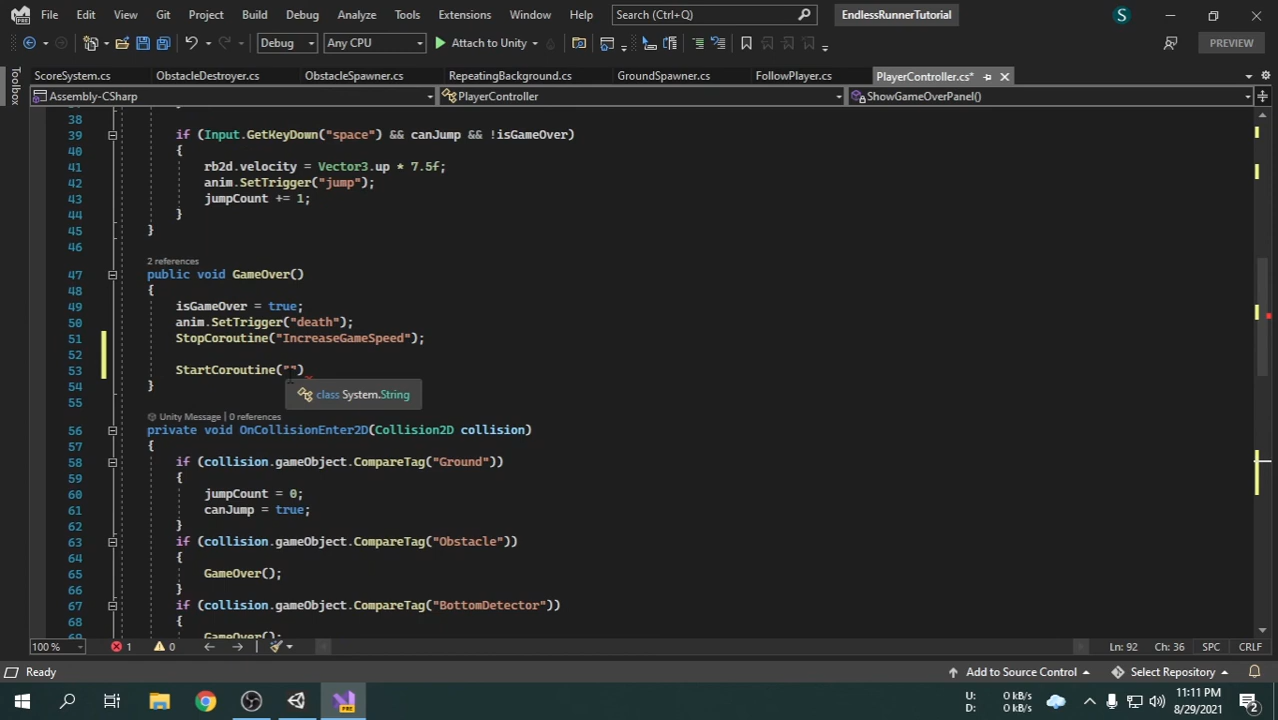 File Edit View Git Project Build Debug Analyze Tools Extensions Window Help Search (Ctrl+Q) EndlessRunnerTutorial S
Debug Any CPU Attach to Unity PREVIEW
ScoreSystem.cs ObstacleDestroyer.cs ObstacleSpawner.cs RepeatingBackground.cs GroundSpawner.cs FollowPlayer.cs PlayerController.cs*
Toolbox
Assembly-CSharp PlayerController ShowGameOverPanel()
38
39 if (Input.GetKeyDown("space") && canJump && !isGameOver)
40 {
41 rb2d.velocity = Vector3.up * 7.5f;
42 anim.SetTrigger("jump");
43 jumpCount += 1;
44 }
45 }
46
2 references
47 public void GameOver()
48 {
49 isGameOver = true;
50 anim.SetTrigger("death");
51 StopCoroutine("IncreaseGameSpeed");
52
53 StartCoroutine("")
54 }
class System.String
55
Unity Message | 0 references
56 private void OnCollisionEnter2D(Collision2D collision)
57 {
58 if (collision.gameObject.CompareTag("Ground"))
59 {
60 jumpCount = 0;
61 canJump = true;
62 }
63 if (collision.gameObject.CompareTag("Obstacle"))
64 {
65 GameOver();
66 }
67 if (collision.gameObject.CompareTag("BottomDetector"))
68 {
69 GameOver();
100 % 1 0 Ln: 92 Ch: 36 SPC CRLF
Ready Add to Source Control Select Repository
U: 0 kB/s
D: 0 kB/s
11:11 PM
8/29/2021
2